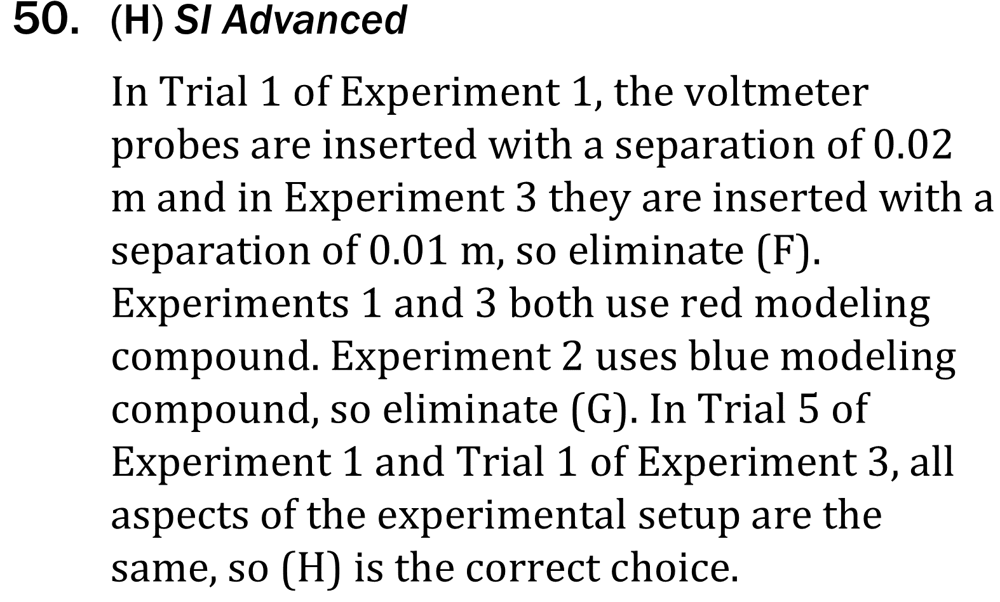 50. (H) SI Advanced
In Trial 1 of Experiment 1, the voltmeter
probes are inserted with a separation of 0.02
m and in Experiment 3 they are inserted with a
separation of 0.01 m, so eliminate (F).
Experiments 1 and 3 both use red modeling
compound. Experiment 2 uses blue modeling
compound, so eliminate (G). In Trial 5 of
Experiment 1 and Trial 1 of Experiment 3, all
aspects of the experimental setup are the
same, so (H) is the correct choice.